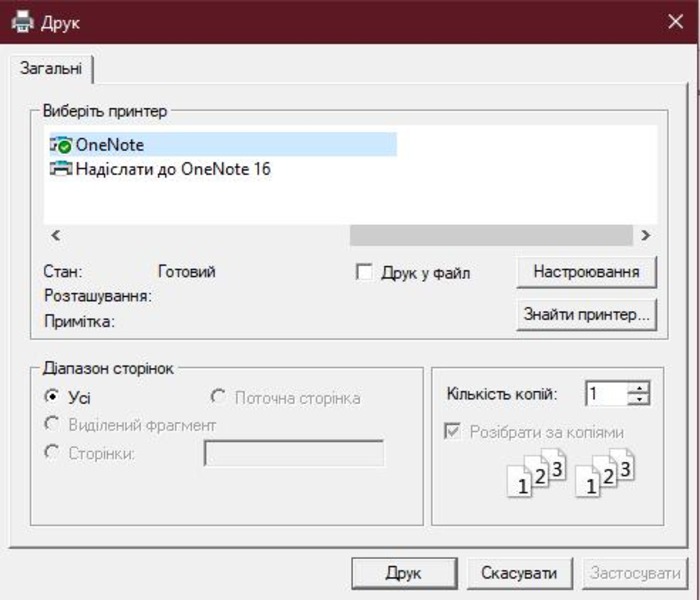 Друк
Загальні
Виберіть принтер
OneNote
Надіслати до OneNote 16
Стан: Готовий
Друк у файл
Настроювання
Розташування:
Примітка:
Знайти принтер...
Діапазон сторінок
Усі
Поточна сторінка
Виділений фрагмент
Сторінки:
Кількість копій: 1
Розібрати за копіями
1 2 3 1 2 3
Друк
Скасувати
Застосувати